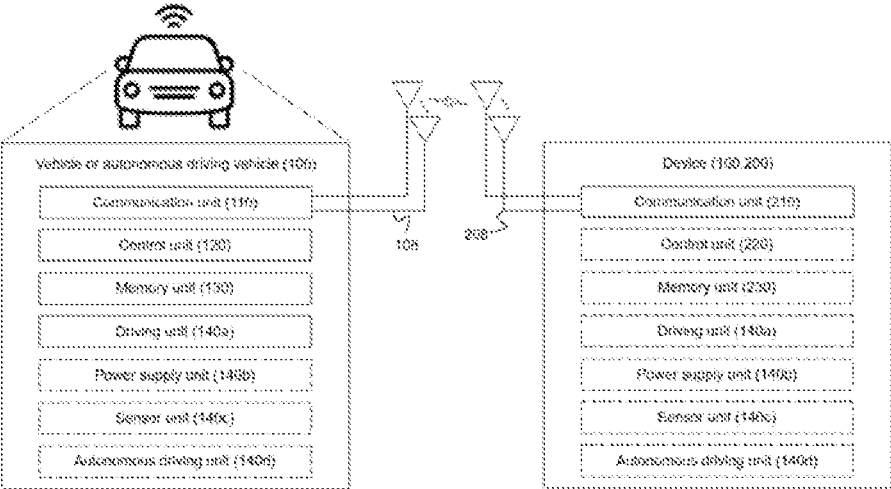 Vehicle or autonomous driving vehicle (100)
Communication unit (110)
Control unit (120)
Memory unit (130)
Driving unit (140a)
Power supply unit (140b)
Sensor unit (140c)
Autonomous driving unit (140d)
108
208
Device (100,200)
Communication unit (210)
Control unit (220)
Memory unit (230)
Driving unit (140a)
Power supply unit (140b)
Sensor unit (140c)
Autonomous driving unit (140d)